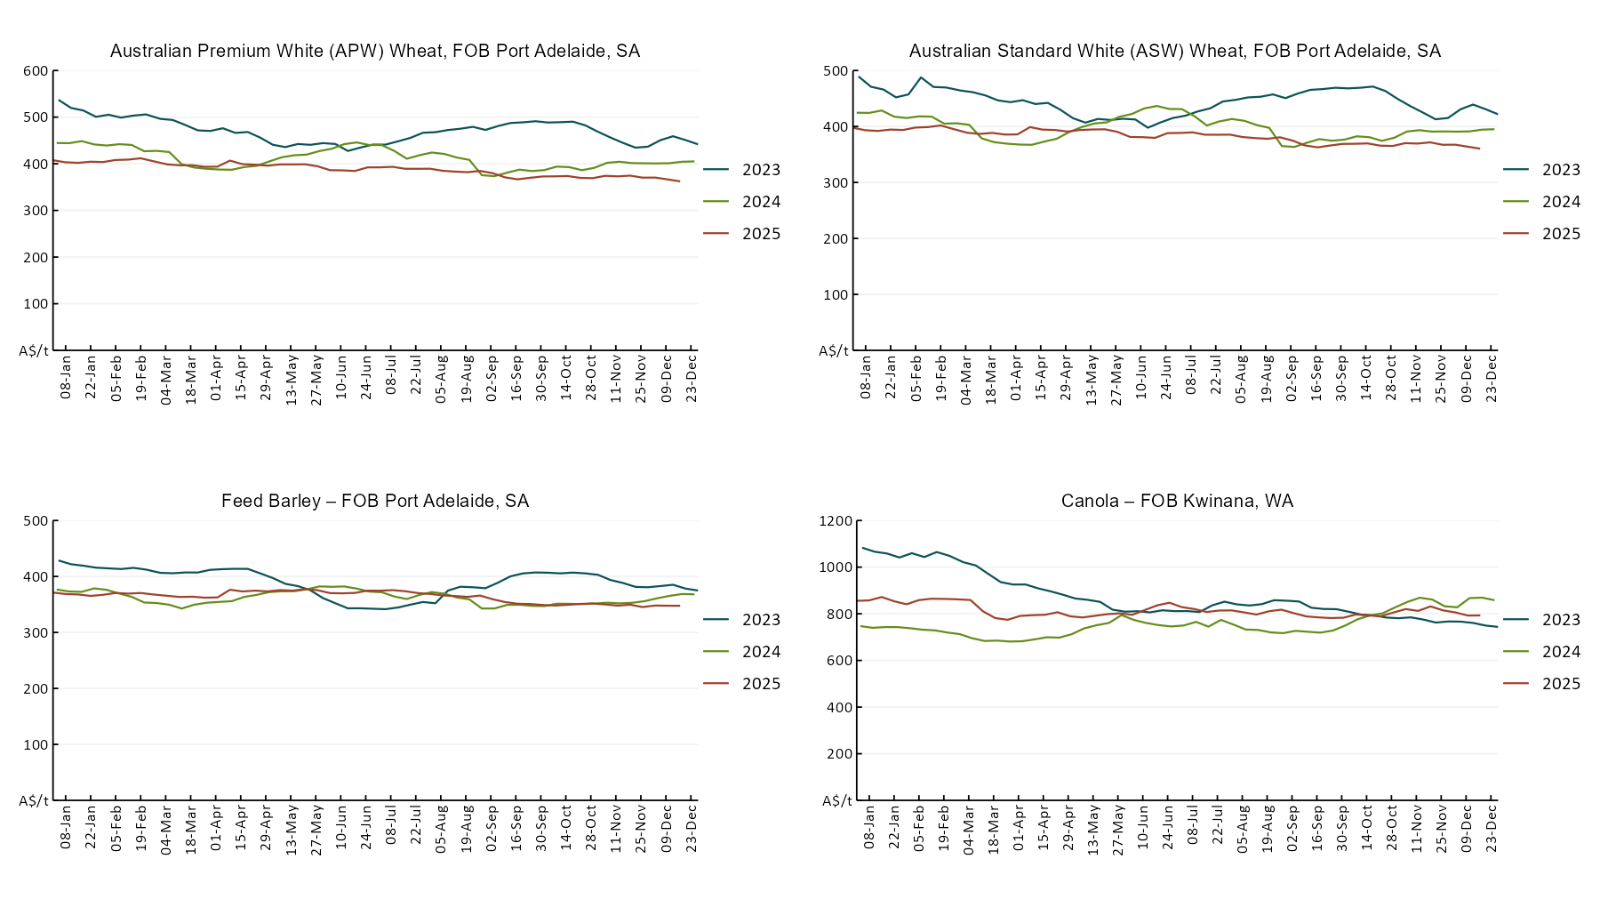 Australian Premium White (APW) Wheat, FOB Port Adelaide, SA
600
500
400
300
200
100
A$/t
08-Jan
22-Jan
05-Feb
19-Feb
04-Mar
18-Mar
01-Apr
15-Apr
29-Apr
13-May
27-May
10-Jun
24-Jun
08-Jul
22-Jul
05-Aug
19-Aug
02-Sep
16-Sep
30-Sep
14-Oct
28-Oct
11-Nov
25-Nov
09-Dec
23-Dec
2023
2024
2025
Australian Standard White (ASW) Wheat, FOB Port Adelaide, SA
500
400
300
200
100
A$/t
08-Jan
22-Jan
05-Feb
19-Feb
04-Mar
18-Mar
01-Apr
15-Apr
29-Apr
13-May
27-May
10-Jun
24-Jun
08-Jul
22-Jul
05-Aug
19-Aug
02-Sep
16-Sep
30-Sep
14-Oct
28-Oct
11-Nov
25-Nov
09-Dec
23-Dec
2023
2024
2025
Feed Barley – FOB Port Adelaide, SA
500
400
300
200
100
A$/t
08-Jan
22-Jan
05-Feb
19-Feb
04-Mar
18-Mar
01-Apr
15-Apr
29-Apr
13-May
27-May
10-Jun
24-Jun
08-Jul
22-Jul
05-Aug
19-Aug
02-Sep
16-Sep
30-Sep
14-Oct
28-Oct
11-Nov
25-Nov
09-Dec
23-Dec
2023
2024
2025
Canola – FOB Kwinana, WA
1200
1000
800
600
400
200
A$/t
08-Jan
22-Jan
05-Feb
19-Feb
04-Mar
18-Mar
01-Apr
15-Apr
29-Apr
13-May
27-May
10-Jun
24-Jun
08-Jul
22-Jul
05-Aug
19-Aug
02-Sep
16-Sep
30-Sep
14-Oct
28-Oct
11-Nov
25-Nov
09-Dec
23-Dec
2023
2024
2025